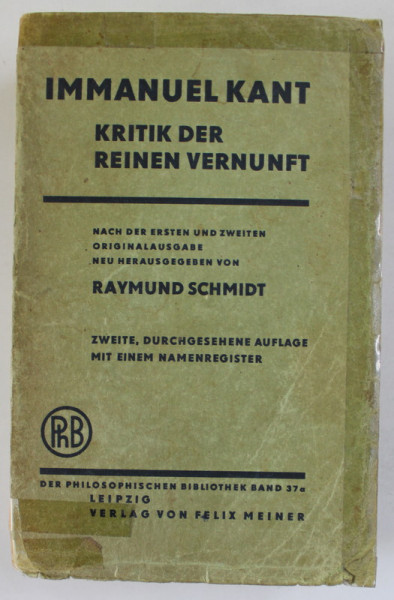 IMMANUEL KANT
KRITIK DER
REINEN VERNUNFT
NACH DER ERSTEN UND ZWEITEN
ORIGINALAUSGABE
NEU HERAUSGEGEBEN VON
RAYMUND SCHMIDT
ZWEITE, DURCHGESEHENE AUFLAGE
MIT EINEM NAMENREGISTER
PhB
DER PHILOSOPHISCHEN BIBLIOTHEK BAND 37a
LEIPZIG
VERLAG VON FELIX MEINER